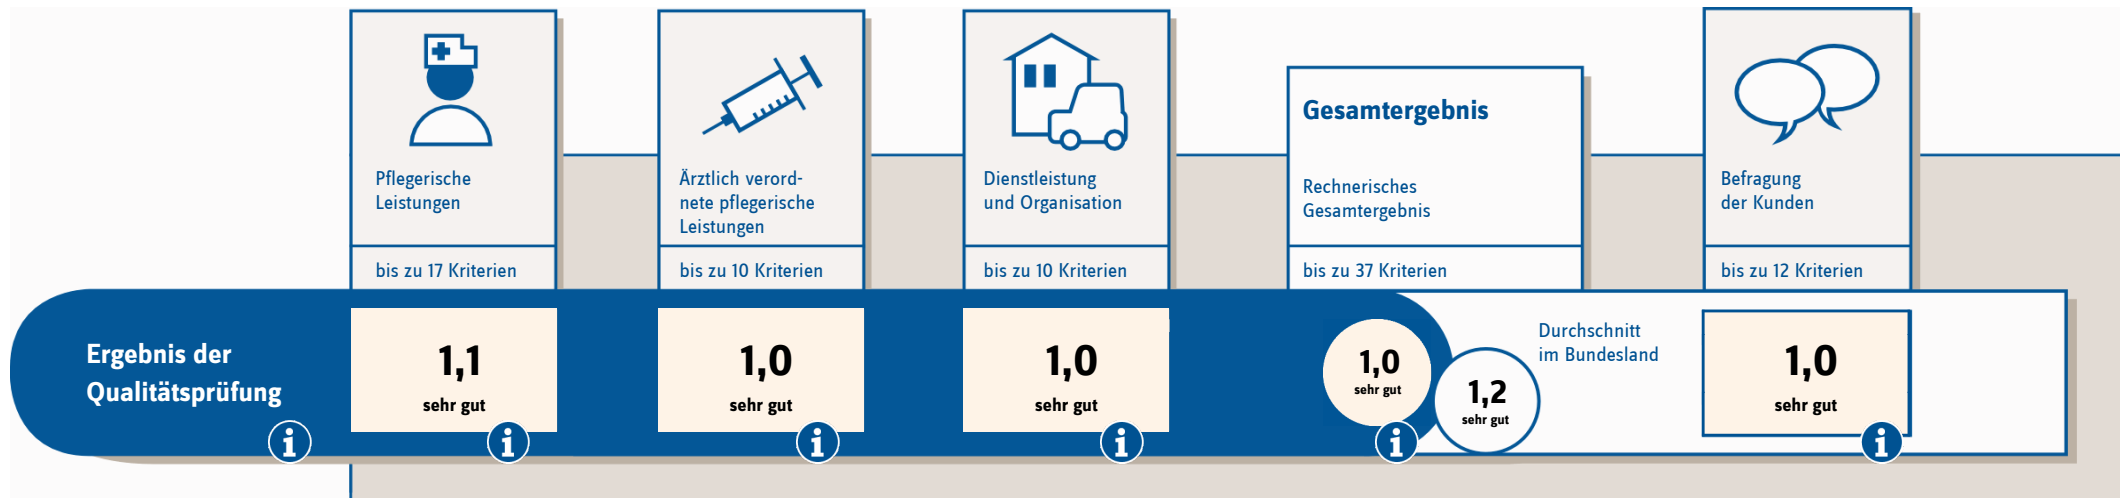 Pflegerische
Leistungen
bis zu 17 Kriterien
Ärztlich verord-
nete pflegerische
Leistungen
bis zu 10 Kriterien
Dienstleistung
und Organisation
bis zu 10 Kriterien
Gesamtergebnis
Rechnerisches
Gesamtergebnis
bis zu 37 Kriterien
Befragung
der Kunden
bis zu 12 Kriterien
Ergebnis der
Qualitätsprüfung
i
1,1
sehr gut
i
1,0
sehr gut
i
1,0
sehr gut
i
1,0
sehr gut
i
1,2
sehr gut
Durchschnitt
im Bundesland
1,0
sehr gut
i